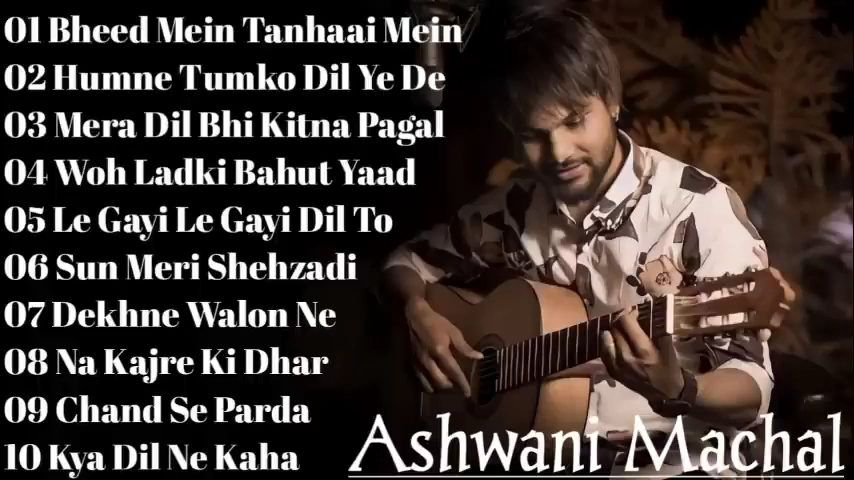 01 Bheed Mein Tanhaai Mein
02 Humne Tumko Dil Ye De
03 Mera Dil Bhi Kitna Pagal
04 Woh Ladki Bahut Yaad
05 Le Gayi Le Gayi Dil To
06 Sun Meri Shehzadi
07 Dekhne Walon Ne
08 Na Kajre Ki Dhar
09 Chand Se Parda
10 Kya Dil Ne Kaha
Ashwani Machal